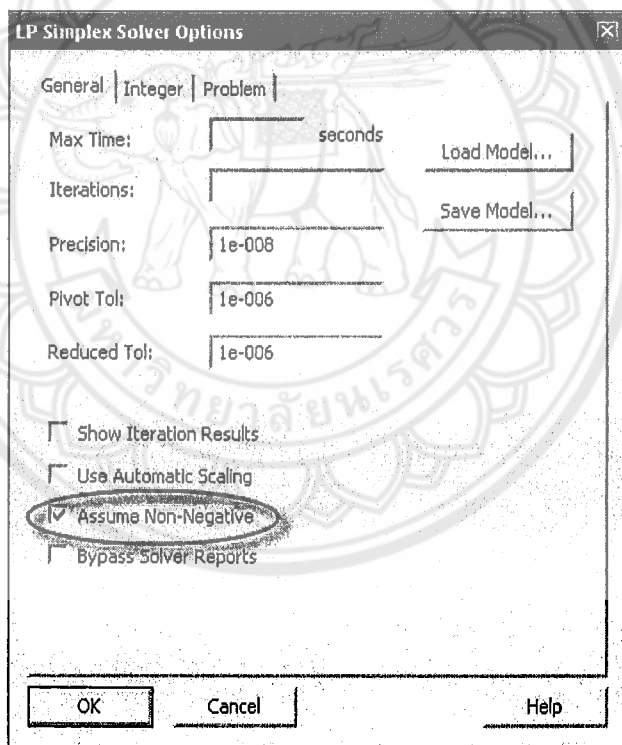 LP Simplex Solver Options
General Integer Problem
Max Time: seconds
Load Model...
Iterations:
Save Model...
Precision: 1e-008
Pivot Tol: 1e-006
Reduced Tol: 1e-006
Show Iteration Results
Use Automatic Scaling
Assume Non-Negative
Bypass Solver Reports
OK Cancel Help